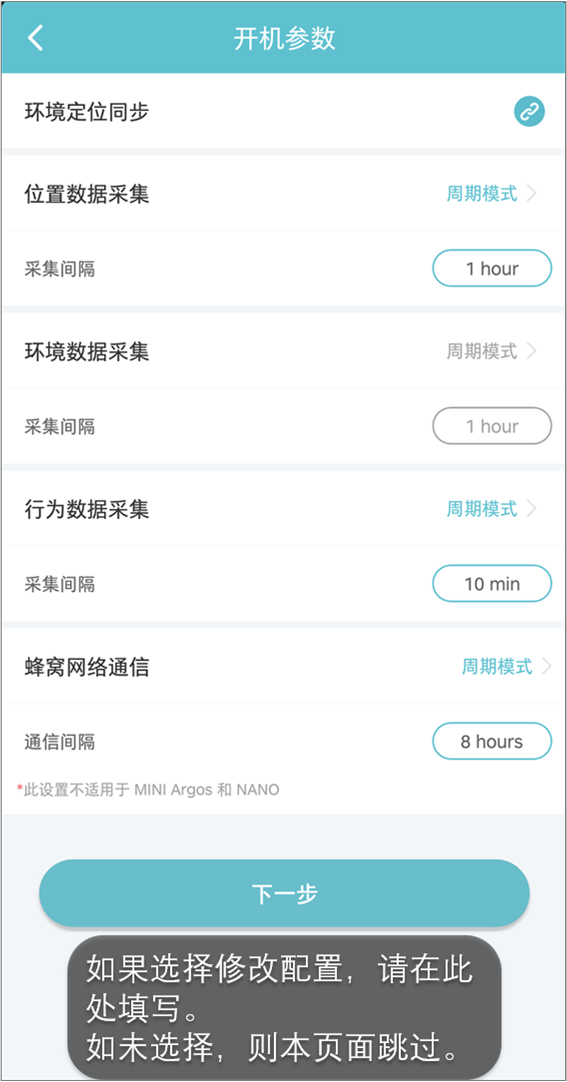 开机参数
环境定位同步
位置数据采集 周期模式
采集间隔 1 hour
环境数据采集 周期模式
采集间隔 1 hour
行为数据采集 周期模式
采集间隔 10 min
蜂窝网络通信 周期模式
通信间隔 8 hours
*此设置不适用于 MINI Argos 和 NANO
下一步
如果选择修改配置，请在此
处填写。
如未选择，则本页面跳过。